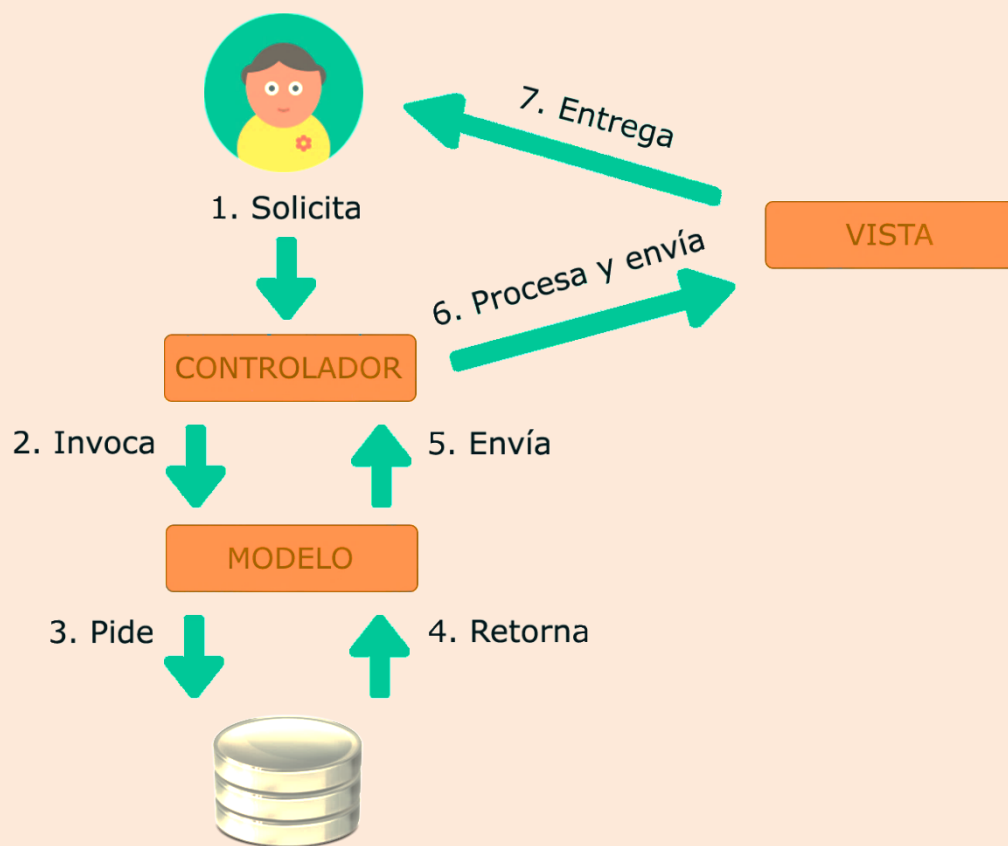 7. Entrega
1. Solicita
VISTA
6. Procesa y envía
CONTROLADOR
2. Invoca
5. Envía
MODELO
3. Pide
4. Retorna